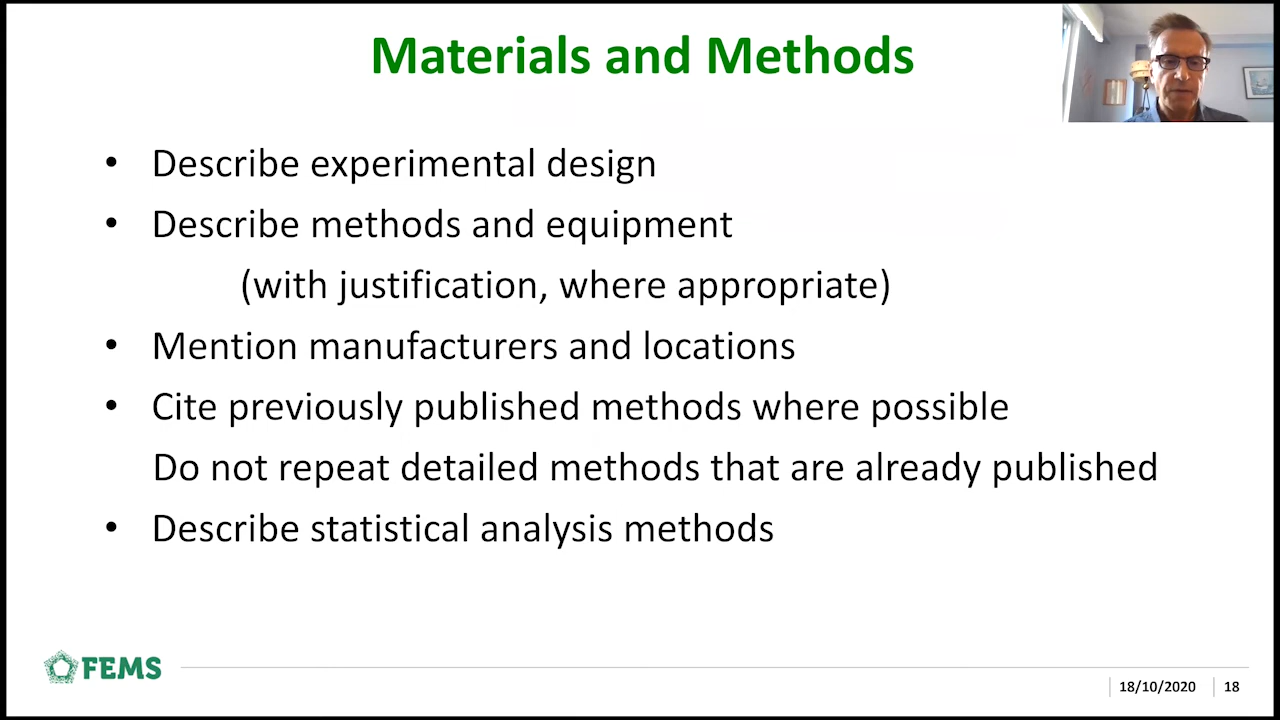 Materials and Methods
• Describe experimental design
• Describe methods and equipment
(with justification, where appropriate)
• Mention manufacturers and locations
• Cite previously published methods where possible
Do not repeat detailed methods that are already published
• Describe statistical analysis methods
FEMS
18/10/2020
18